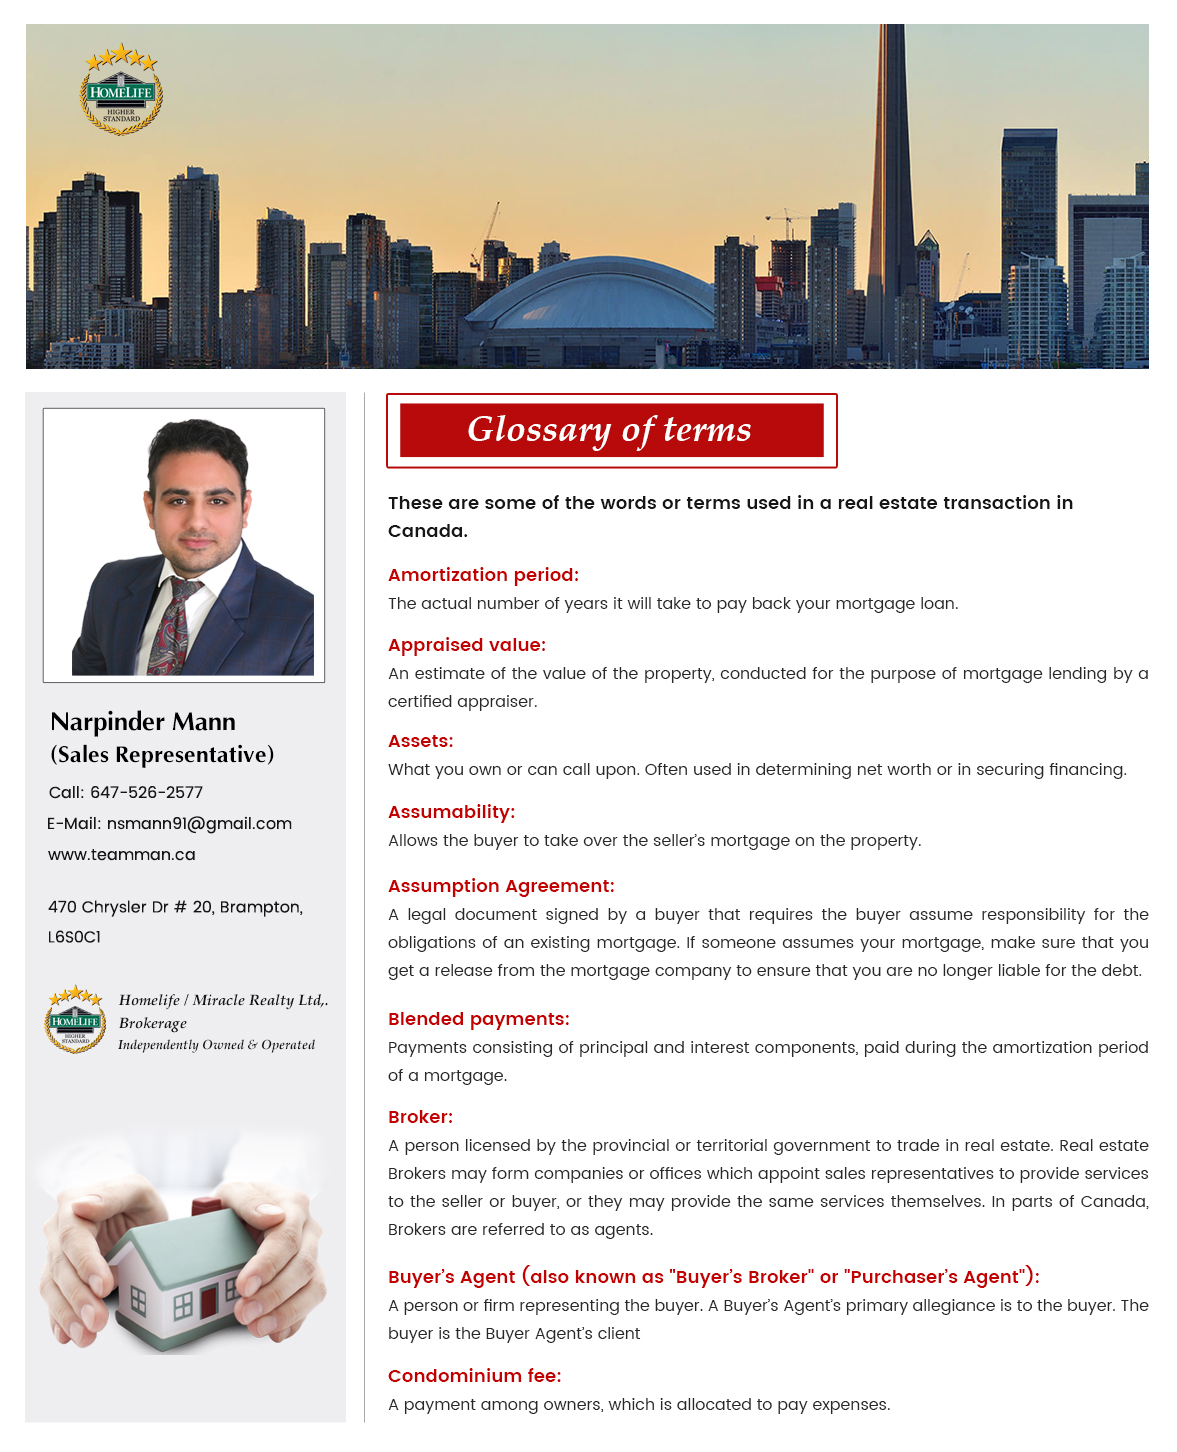 HOMELIFE
HIGHER
STANDARD
Glossary of terms
These are some of the words or terms used in a real estate transaction in
Canada.
Amortization period:
The actual number of years it will take to pay back your mortgage loan.
Appraised value:
An estimate of the value of the property, conducted for the purpose of mortgage lending by a
certified appraiser.
Assets:
What you own or can call upon. Often used in determining net worth or in securing financing.
Assumability:
Allows the buyer to take over the seller's mortgage on the property.
Assumption Agreement:
A legal document signed by a buyer that requires the buyer assume responsibility for the
obligations of an existing mortgage. If someone assumes your mortgage, make sure that you
get a release from the mortgage company to ensure that you are no longer liable for the debt.
Blended payments:
Payments consisting of principal and interest components, paid during the amortization period
of a mortgage.
Broker:
A person licensed by the provincial or territorial government to trade in real estate. Real estate
Brokers may form companies or offices which appoint sales representatives to provide services
to the seller or buyer, or they may provide the same services themselves. In parts of Canada,
Brokers are referred to as agents.
Buyer's Agent (also known as "Buyer's Broker" or "Purchaser's Agent"):
A person or firm representing the buyer. A Buyer's Agent's primary allegiance is to the buyer. The
buyer is the Buyer Agent's client
Condominium fee:
A payment among owners, which is allocated to pay expenses.
Narpinder Mann
(Sales Representative)
Call: 647-526-2577
E-Mail: nsmann91@gmail.com
www.teamman.ca
470 Chrysler Dr # 20, Brampton,
L6S0C1
HOMELIFE
HIGHER
STANDARD
Homelife / Miracle Realty Ltd,.
Brokerage
Independently Owned & Operated